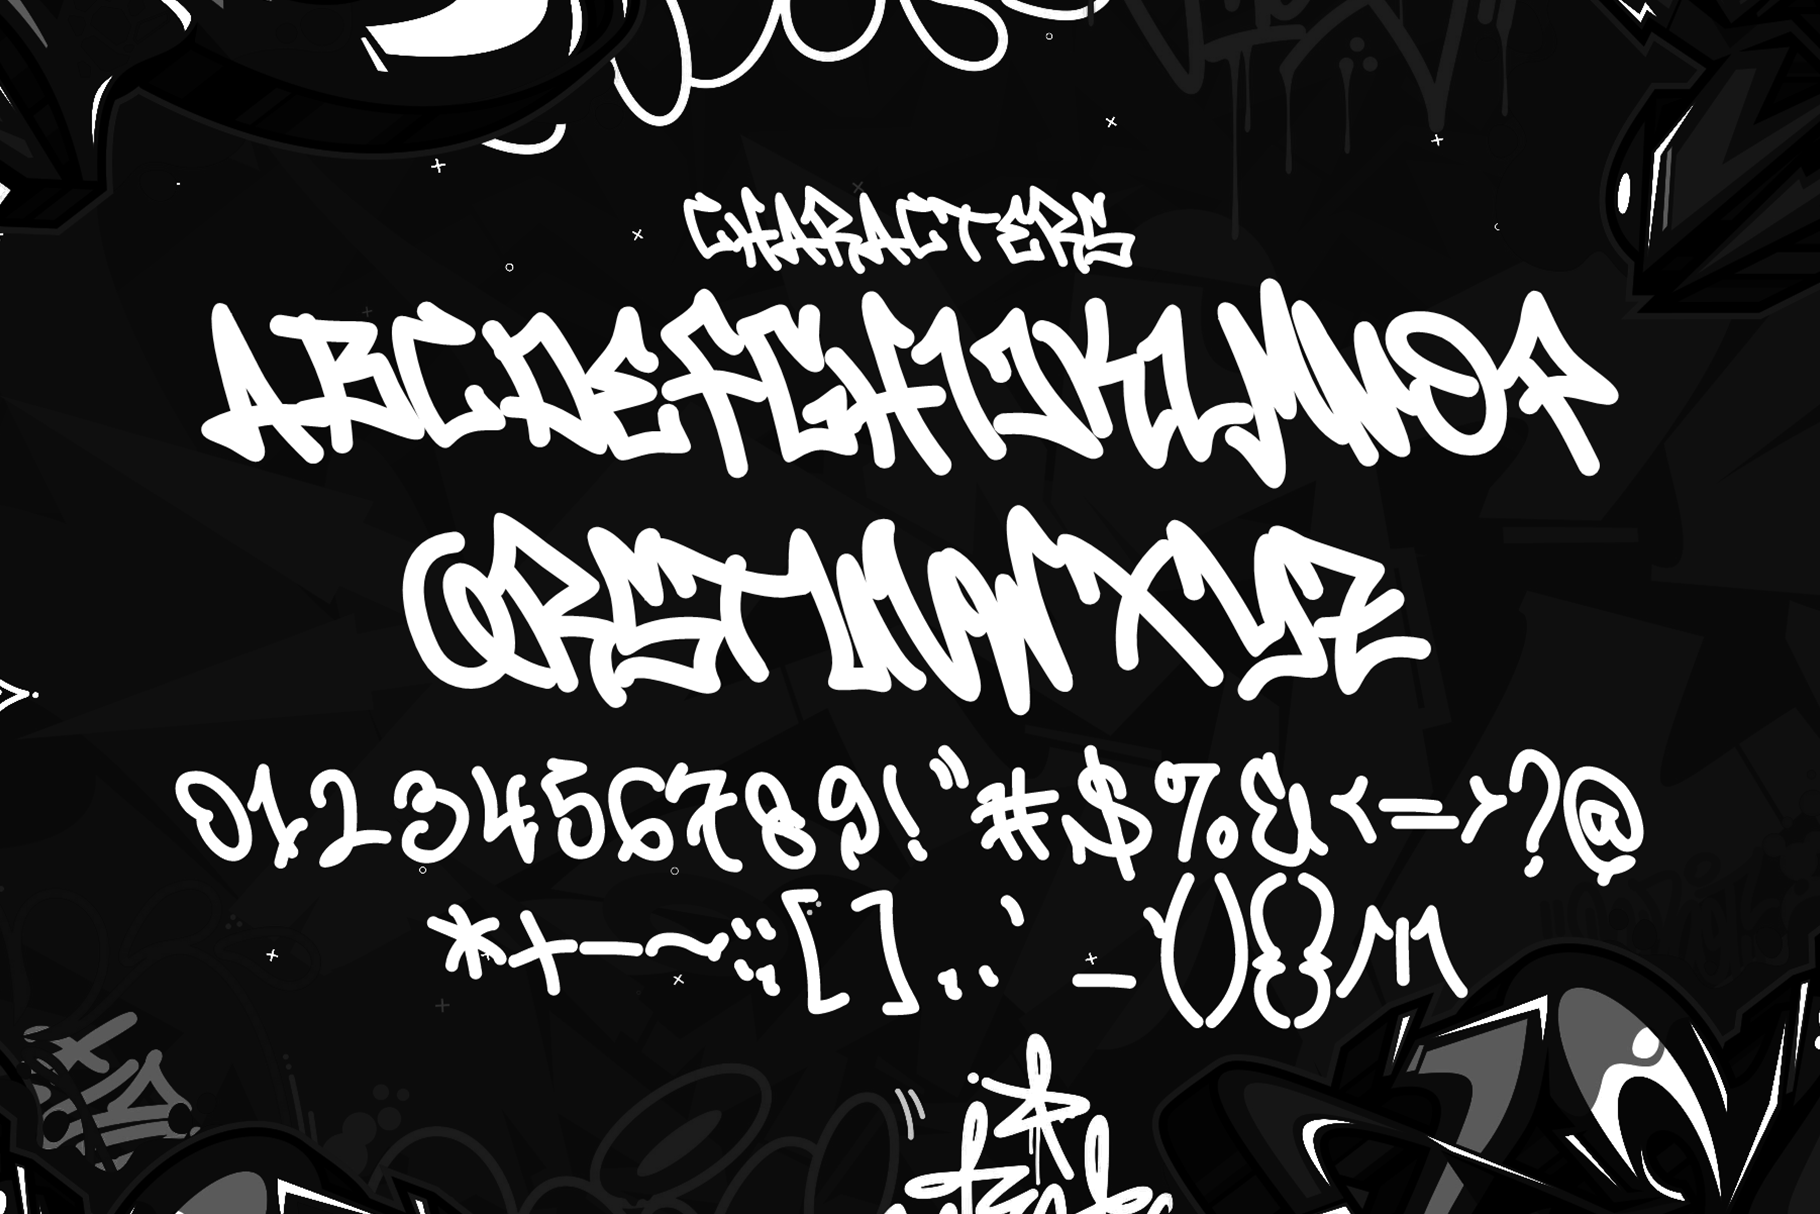 CHARACTERS
ABCDEFGHIJKLMNOP
QRSTUVWXYZ
0123456789!"#$%&<=>?@
*+-~:;[].,' _(){}/|\